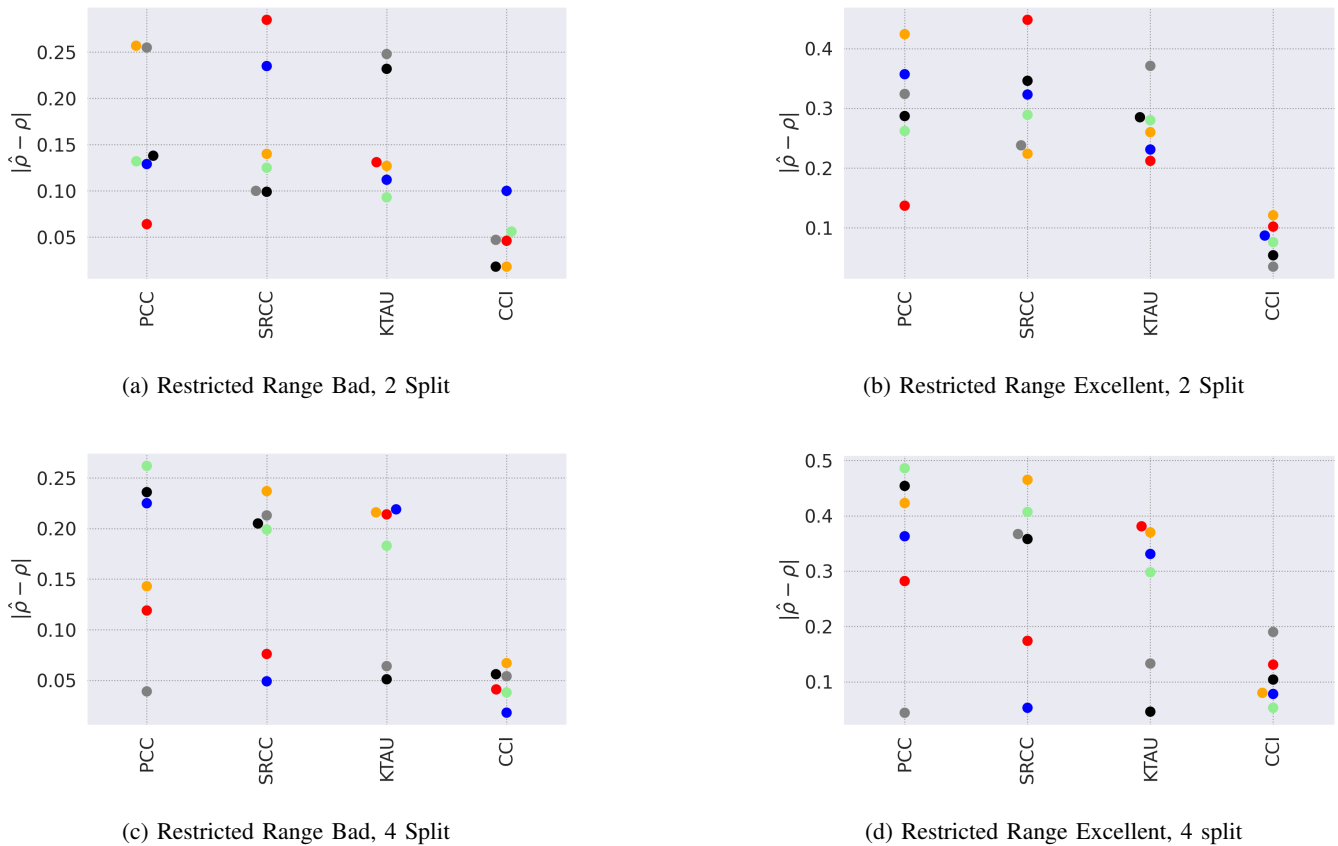 0.25
0.20
0.15
0.10
0.05
|ρ̂ − ρ|
PCC
SRCC
KTAU
CCI
(a) Restricted Range Bad, 2 Split
0.4
0.3
0.2
0.1
|ρ̂ − ρ|
PCC
SRCC
KTAU
CCI
(b) Restricted Range Excellent, 2 Split
0.25
0.20
0.15
0.10
0.05
|ρ̂ − ρ|
PCC
SRCC
KTAU
CCI
(c) Restricted Range Bad, 4 Split
0.5
0.4
0.3
0.2
0.1
|ρ̂ − ρ|
PCC
SRCC
KTAU
CCI
(d) Restricted Range Excellent, 4 split